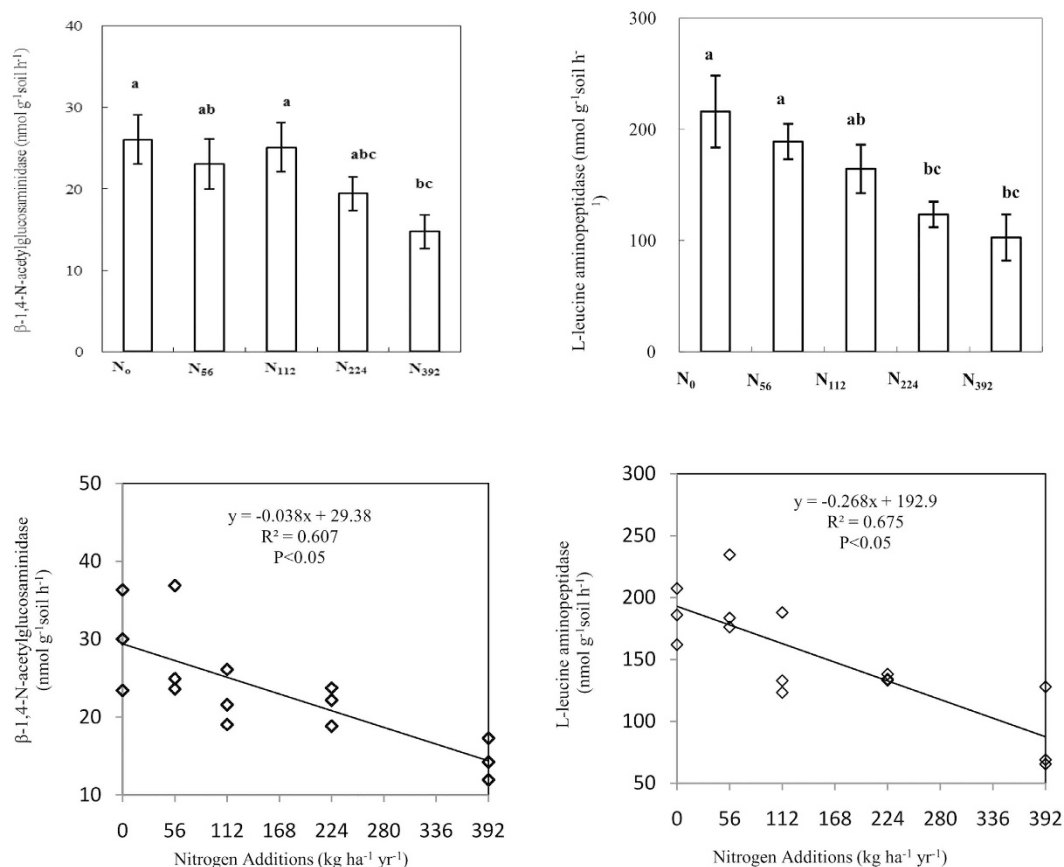 β-1,4-N-acetylglucosaminidase (nmol g⁻¹soil h⁻¹)
40
30
20
10
0
a
ab
a
abc
bc
Nₒ
N₅₆
N₁₁₂
N₂₂₄
N₃₉₂
L-leucine aminopeptidase (nmol g⁻¹soil h⁻
¹)
300
200
100
0
a
a
ab
bc
bc
N₀
N₅₆
N₁₁₂
N₂₂₄
N₃₉₂
β-1,4-N-acetylglucosaminidase
(nmol g⁻¹soil h⁻¹)
50
40
30
20
10
y = -0.038x + 29.38
R² = 0.607
P<0.05
0 56 112 168 224 280 336 392
Nitrogen Additions (kg ha⁻¹ yr⁻¹)
L-leucine aminopeptidase
(nmol g⁻¹soil h⁻¹)
300
250
200
150
100
50
y = -0.268x + 192.9
R² = 0.675
P<0.05
0 56 112 168 224 280 336 392
Nitrogen Additions (kg ha⁻¹ yr⁻¹)